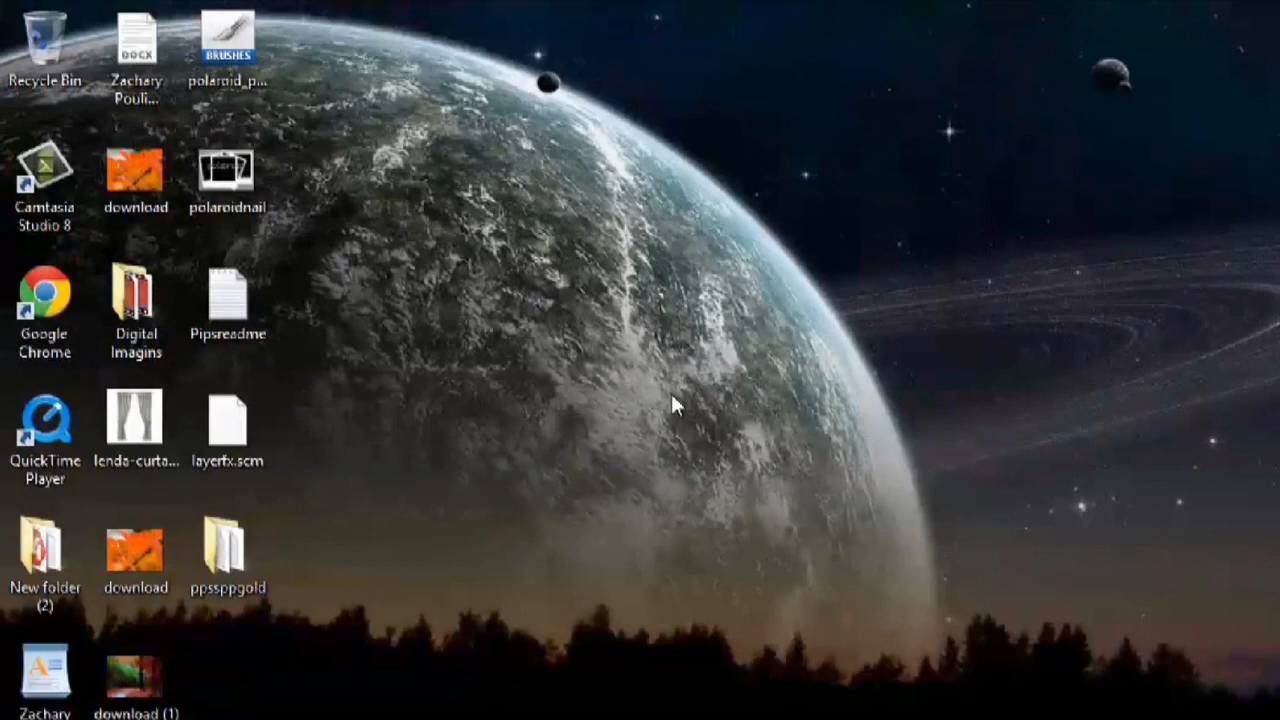 Recycle Bin
Zachary
Pouli...
DOCX
BRUSHES
polaroid_p...
Camtasia
Studio 8
download
polaroidnail
Google
Chrome
Digital
Imagins
Pipsreadme
QuickTime
Player
lenda-curta...
layerfx.scm
New folder
(2)
download
ppssppgold
Zachary
download (1)